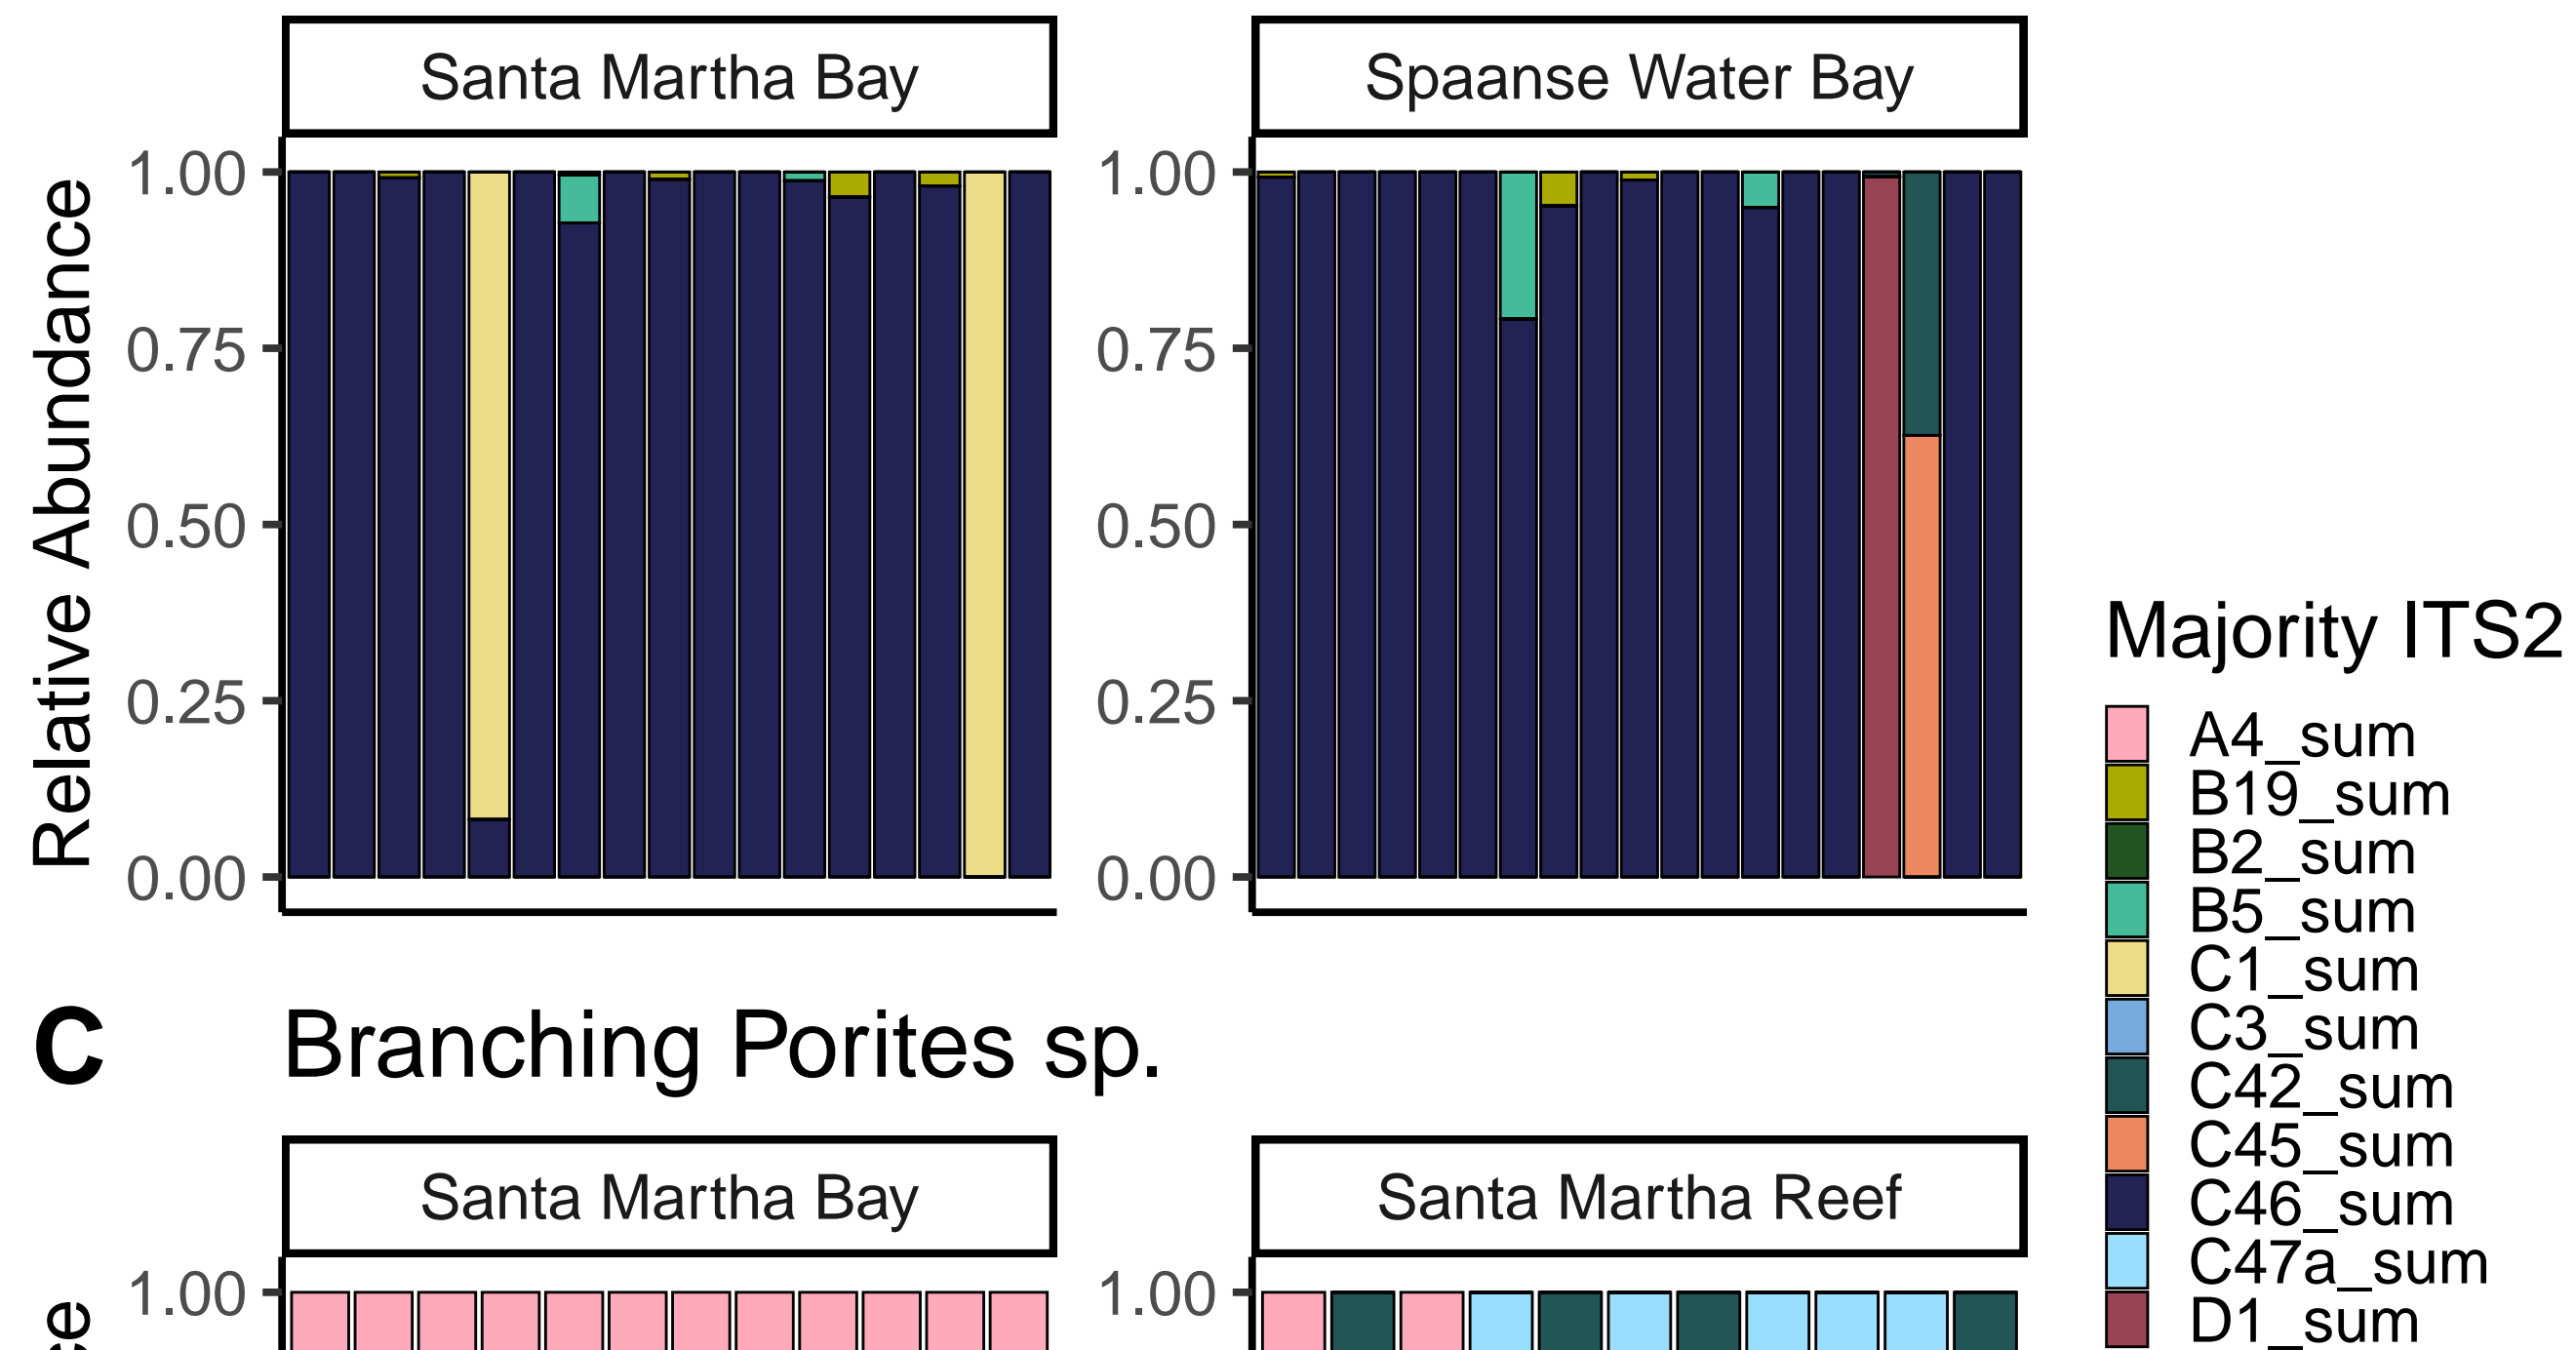 Santa Martha Bay
Spaanse Water Bay
Relative Abundance
1.00
0.75
0.50
0.25
0.00
1.00
0.75
0.50
0.25
0.00
Majority ITS2
A4_sum
B19_sum
B2_sum
B5_sum
C1_sum
C3_sum
C42_sum
C45_sum
C46_sum
C47a_sum
D1_sum
C Branching Porites sp.
Santa Martha Bay
Santa Martha Reef
1.00
1.00